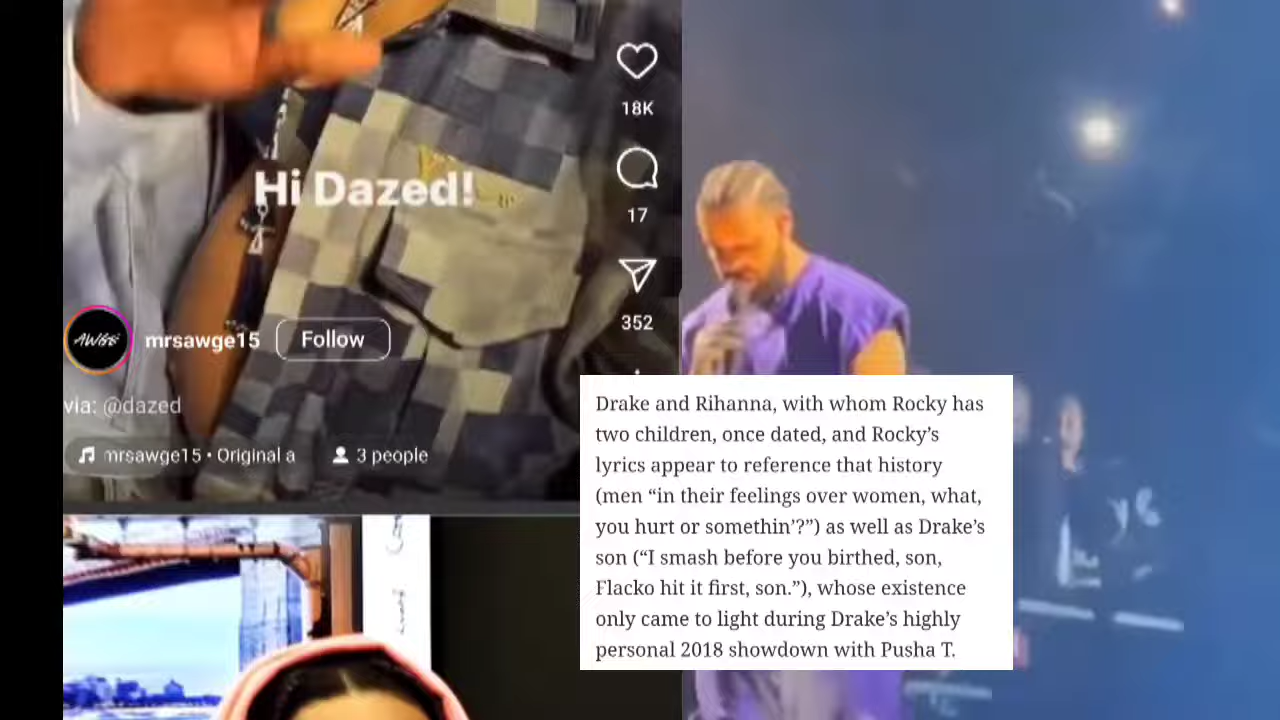 18K
Hi Dazed!
17
352
AWGE
mrsawge15
Follow
via: @dazed
mrsawge15 • Original a
3 people
Drake and Rihanna, with whom Rocky has
two children, once dated, and Rocky’s
lyrics appear to reference that history
(men “in their feelings over women, what,
you hurt or somethin’?”) as well as Drake’s
son (“I smash before you birthed, son,
Flacko hit it first, son.”), whose existence
only came to light during Drake’s highly
personal 2018 showdown with Pusha T.